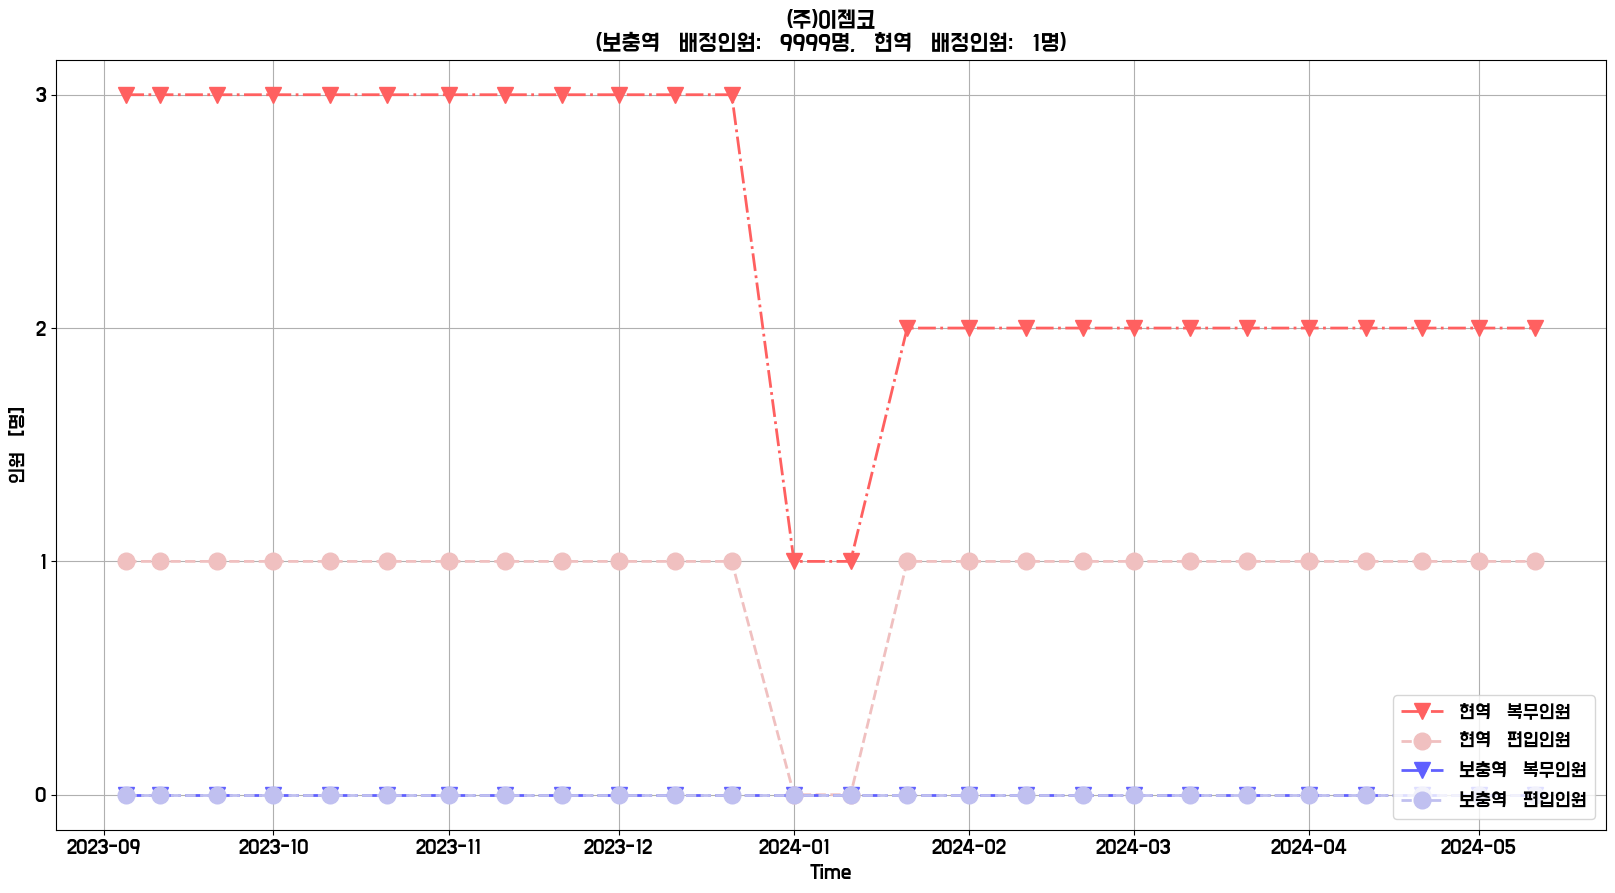 (주)이젬코
(보충역 배정인원: 9999명, 현역 배정인원: 1명)
인원 [명]
3
2
1
0
2023-09 2023-10 2023-11 2023-12 2024-01 2024-02 2024-03 2024-04 2024-05
Time
현역 복무인원
현역 편입인원
보충역 복무인원
보충역 편입인원